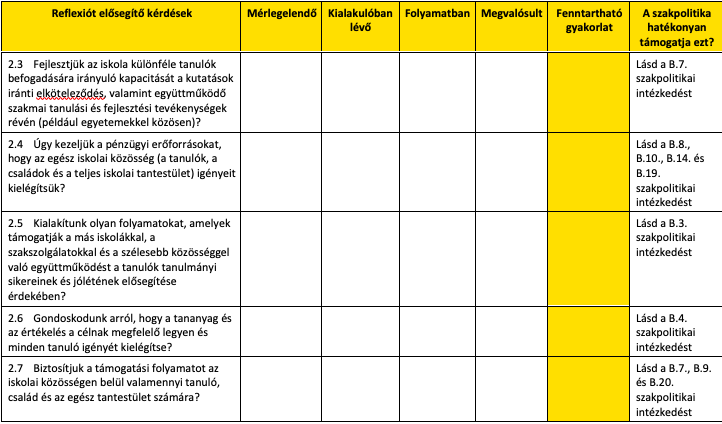 Reflexiót elősegítő kérdések
Mérlegelendő
Kialakulóban
lévő
Folyamatban
Megvalósult
Fenntartható
gyakorlat
A szakpolitika
hatékonyan
támogatja ezt?
2.3 Fejlesztjük az iskola különféle tanulók
befogadására irányuló kapacitását a kutatások
iránti elköteleződés, valamint együttműködő
szakmai tanulási és fejlesztési tevékenységek
révén (például egyetemekkel közösen)?
Lásd a B.7.
szakpolitikai
intézkedést
2.4 Úgy kezeljük a pénzügyi erőforrásokat,
hogy az egész iskolai közösség (a tanulók, a
családok és a teljes iskolai tantestület) igényeit
kielégítsük?
Lásd a B.8.,
B.10., B.14. és
B.19.
szakpolitikai
intézkedést
2.5 Kialakítunk olyan folyamatokat, amelyek
támogatják a más iskolákkal, a
szakszolgálatokkal és a szélesebb közösséggel
való együttműködést a tanulók tanulmányi
sikereinek és jólétének elősegítése
érdekében?
Lásd a B.3.
szakpolitikai
intézkedést
2.6 Gondoskodunk arról, hogy a tananyag és
az értékelés a célnak megfelelő legyen és
minden tanuló igényét kielégítse?
Lásd a B.4.
szakpolitikai
intézkedést
2.7 Biztosítjuk a támogatási folyamatot az
iskolai közösségen belül valamennyi tanuló,
család és az egész tantestület számára?
Lásd a B.7., B.9.
és B.20.
szakpolitikai
intézkedést